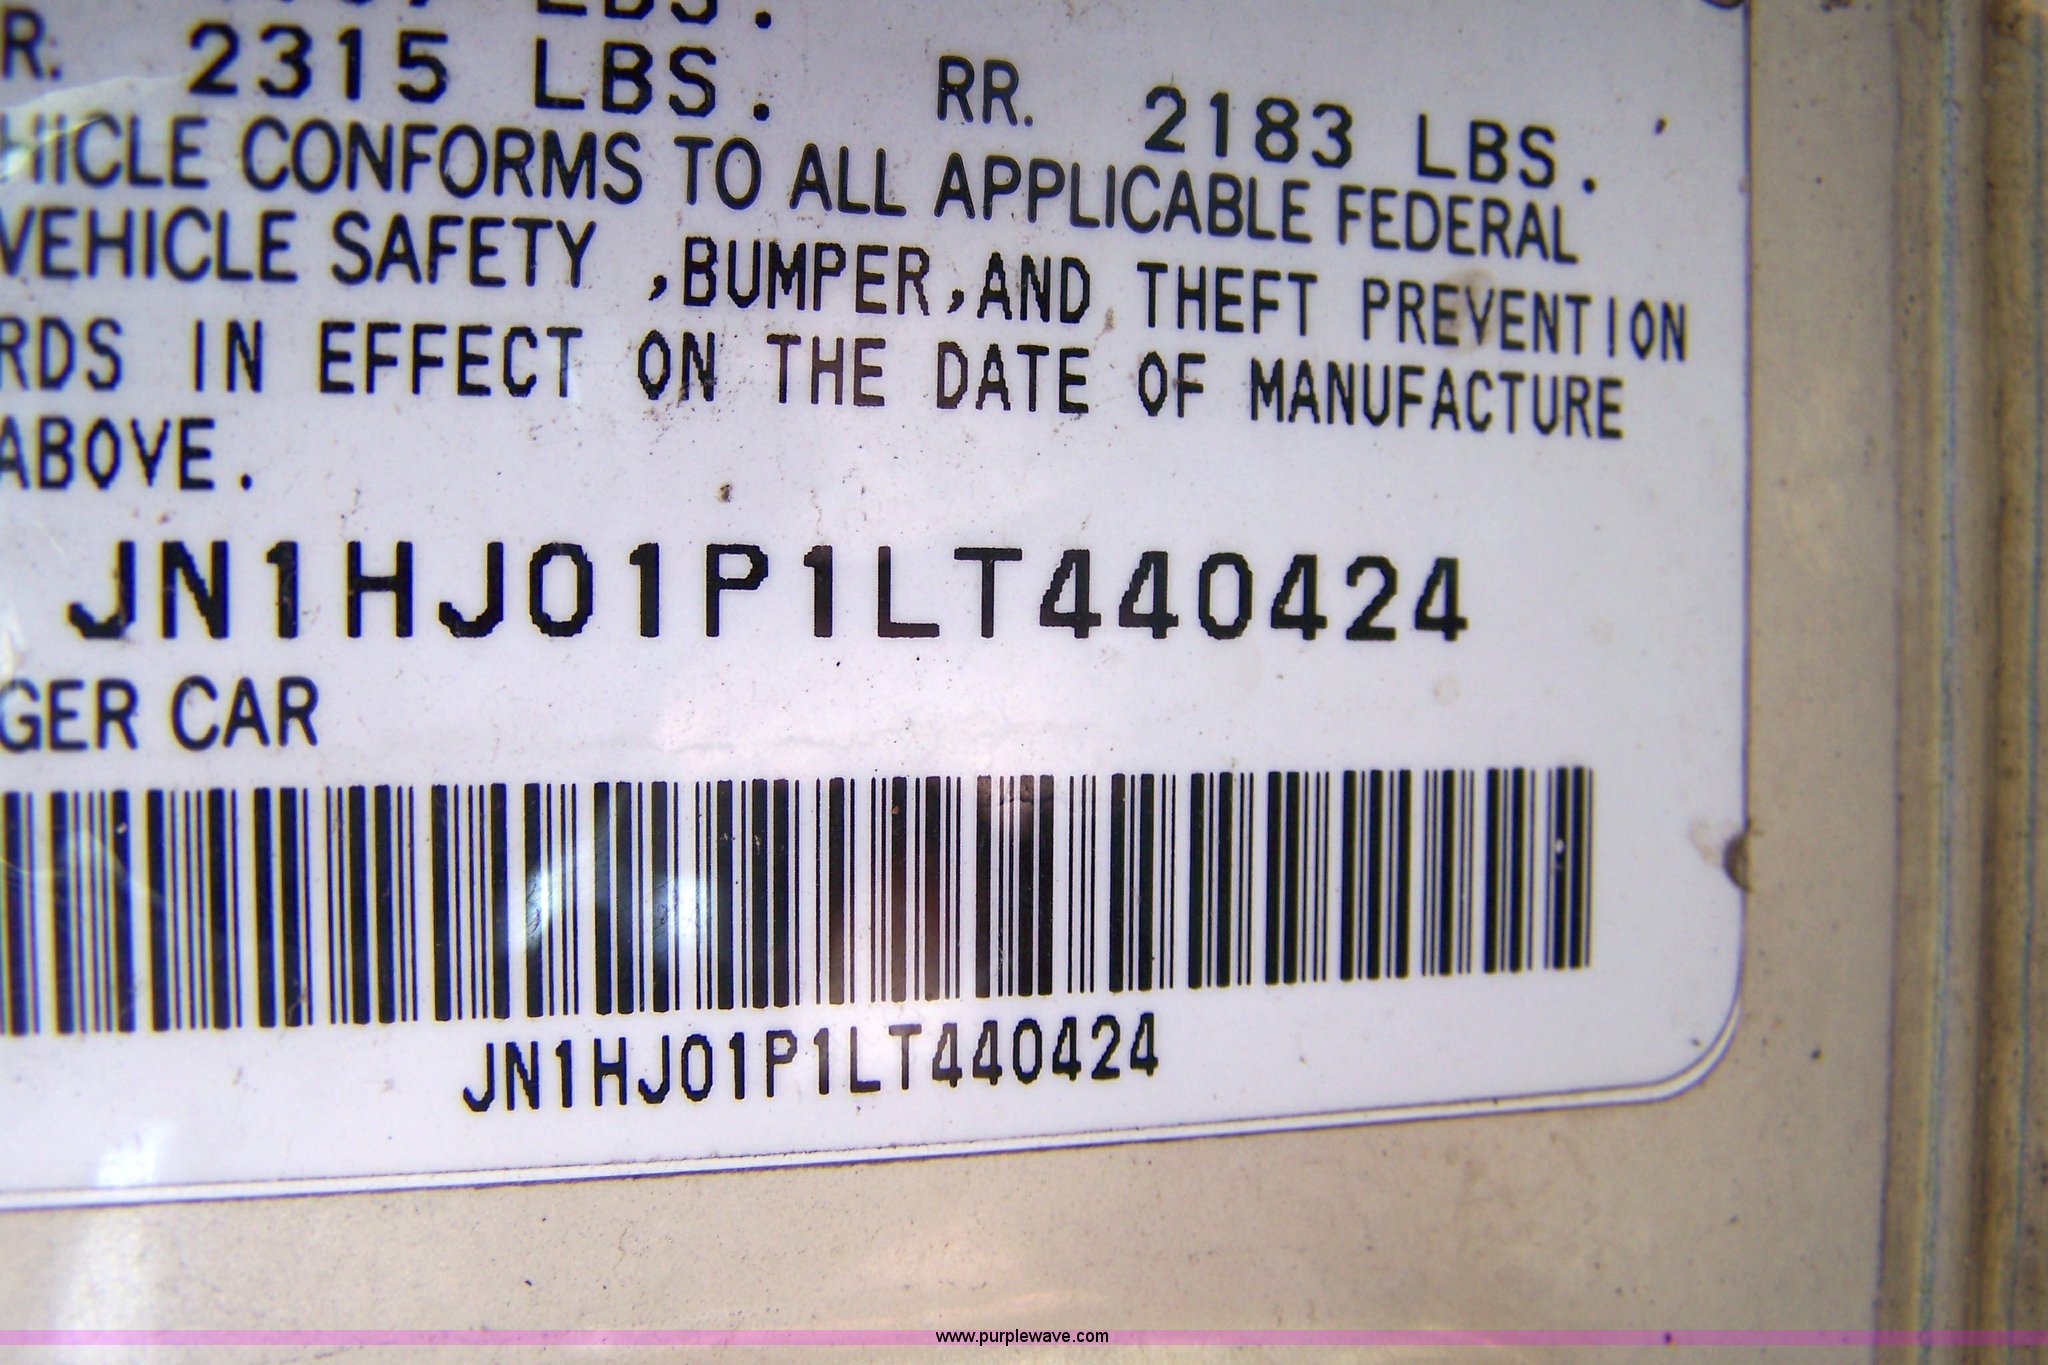 LBS.
R. 2315 LBS. RR. 2183 LBS.
HICLE CONFORMS TO ALL APPLICABLE FEDERAL
VEHICLE SAFETY ,BUMPER,AND THEFT PREVENTION
RDS IN EFFECT ON THE DATE OF MANUFACTURE
ABOVE.
JN1HJ01P1LT440424
GER CAR
JN1HJ01P1LT440424
www.purplewave.com